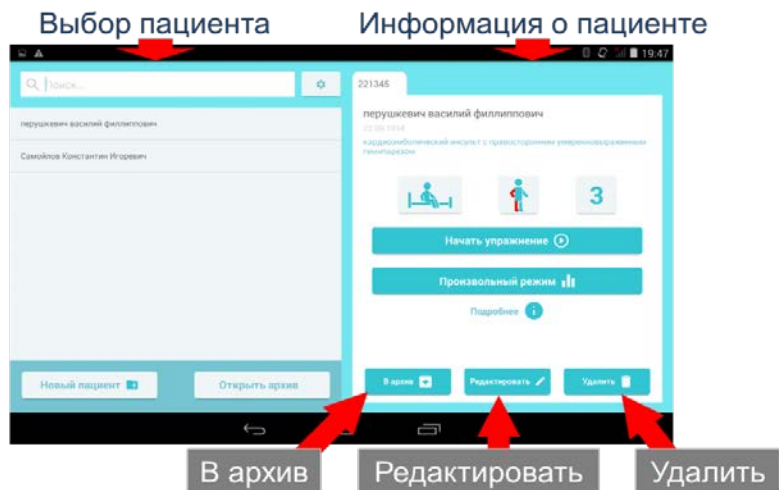 Выбор пациента
Информация о пациенте
19:47
Поиск...
221345
перушкевич василий филлиппович
Самойлов Константин Игоревич
перушкевич василий филлиппович
кардиоэмболический инсульт с правосторонним умеренновыраженным
гемипарезом
3
Начать упражнение
Произвольный режим
Подробнее
Новый пациент
Открыть архив
В архив
Редактировать
Удалить
В архив
Редактировать
Удалить